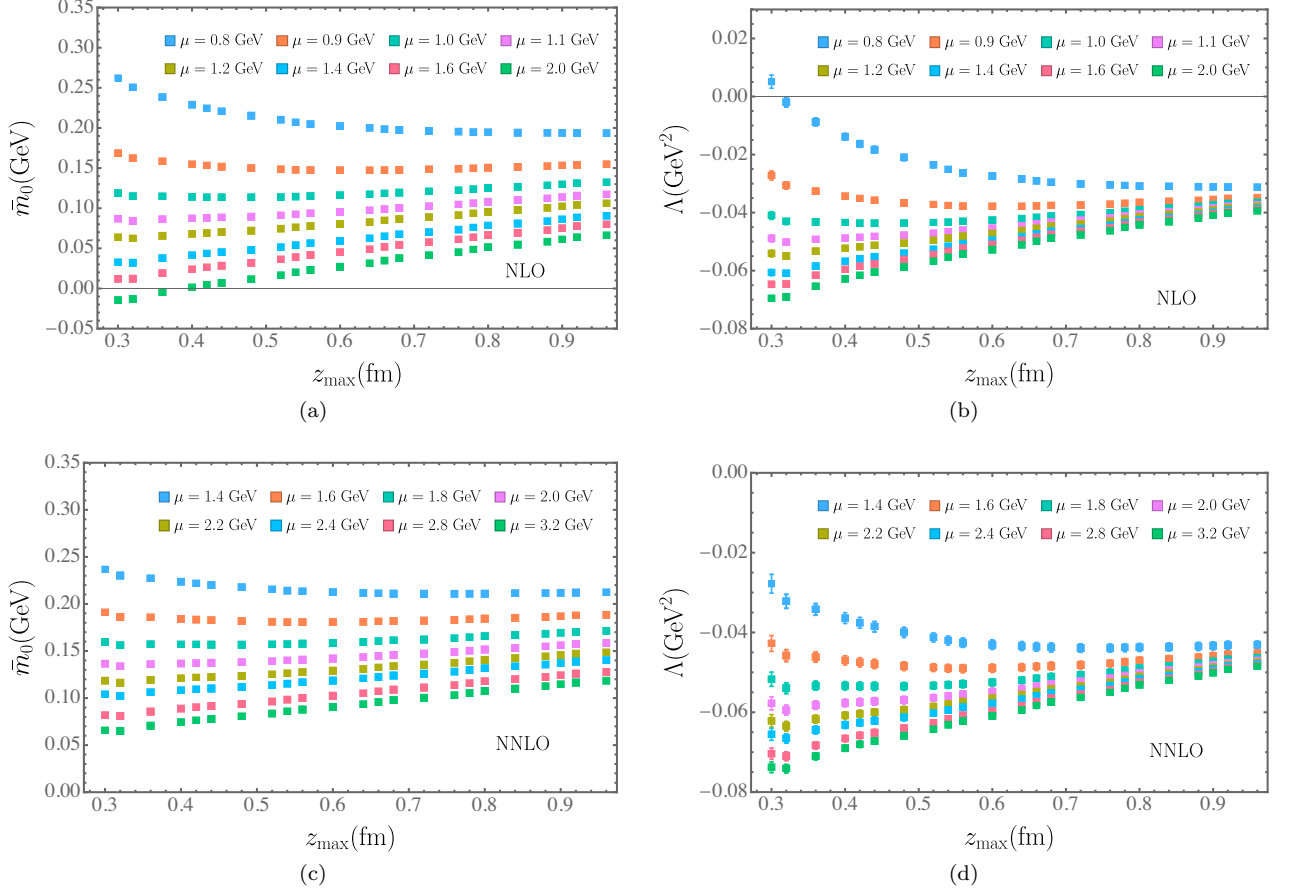 0.35
0.30
0.25
0.20
0.15
0.10
0.05
0.00
−0.05
μ = 0.8 GeV μ = 0.9 GeV μ = 1.0 GeV μ = 1.1 GeV
μ = 1.2 GeV μ = 1.4 GeV μ = 1.6 GeV μ = 2.0 GeV
m̄₀(GeV)
NLO
0.3 0.4 0.5 0.6 0.7 0.8 0.9
z_max(fm)
(a)
0.02
0.00
−0.02
−0.04
−0.06
−0.08
μ = 0.8 GeV μ = 0.9 GeV μ = 1.0 GeV μ = 1.1 GeV
μ = 1.2 GeV μ = 1.4 GeV μ = 1.6 GeV μ = 2.0 GeV
Λ(GeV²)
NLO
0.3 0.4 0.5 0.6 0.7 0.8 0.9
z_max(fm)
(b)
0.35
0.30
0.25
0.20
0.15
0.10
0.05
0.00
μ = 1.4 GeV μ = 1.6 GeV μ = 1.8 GeV μ = 2.0 GeV
μ = 2.2 GeV μ = 2.4 GeV μ = 2.8 GeV μ = 3.2 GeV
m̄₀(GeV)
NNLO
0.3 0.4 0.5 0.6 0.7 0.8 0.9
z_max(fm)
(c)
0.00
−0.02
−0.04
−0.06
−0.08
μ = 1.4 GeV μ = 1.6 GeV μ = 1.8 GeV μ = 2.0 GeV
μ = 2.2 GeV μ = 2.4 GeV μ = 2.8 GeV μ = 3.2 GeV
Λ(GeV²)
NNLO
0.3 0.4 0.5 0.6 0.7 0.8 0.9
z_max(fm)
(d)